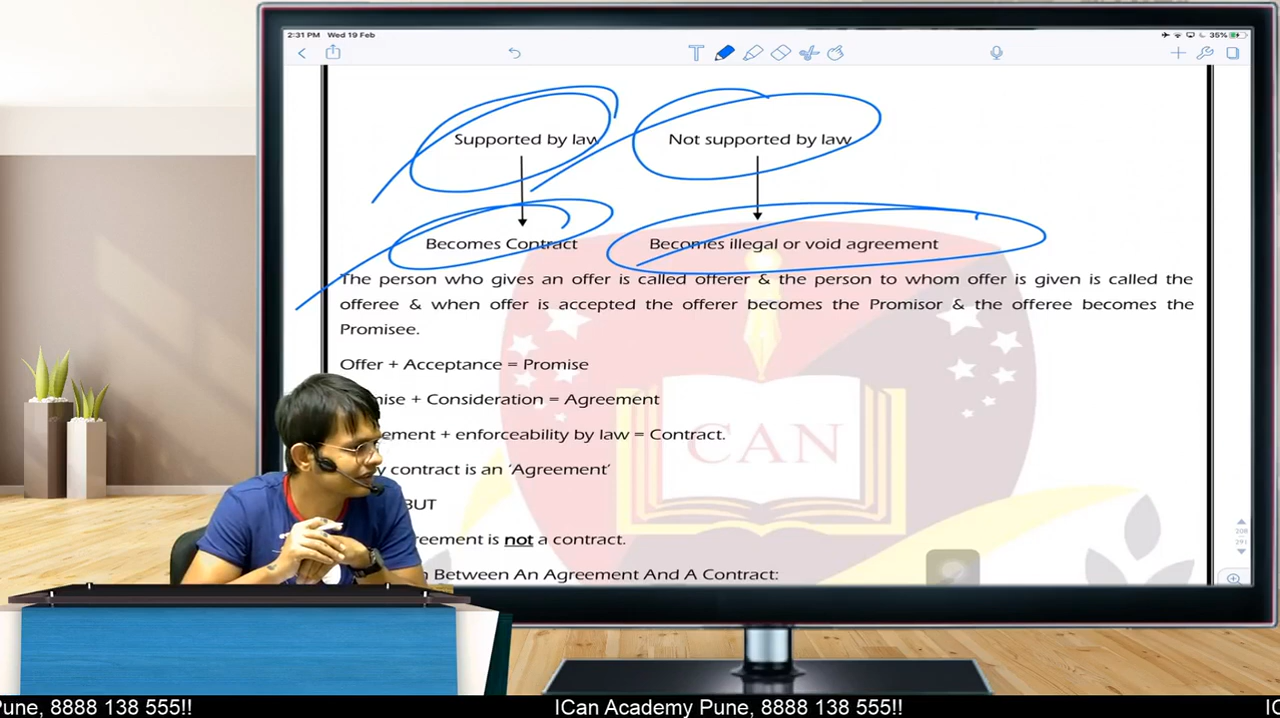 2:31 PM Wed 19 Feb
35%
T
Supported by law
Not supported by law
Becomes Contract
Becomes illegal or void agreement
The person who gives an offer is called offerer & the person to whom offer is given is called the
offeree & when offer is accepted the offerer becomes the Promisor & the offeree becomes the
Promisee.
Offer + Acceptance = Promise
+ Consideration = Agreement
+ enforceability by law = Contract.
contract is an 'Agreement'
BUT
is not a contract.
Between An Agreement And A Contract:
CAN
208
291
Pune, 8888 138 555!!
ICan Academy Pune, 8888 138 555!!